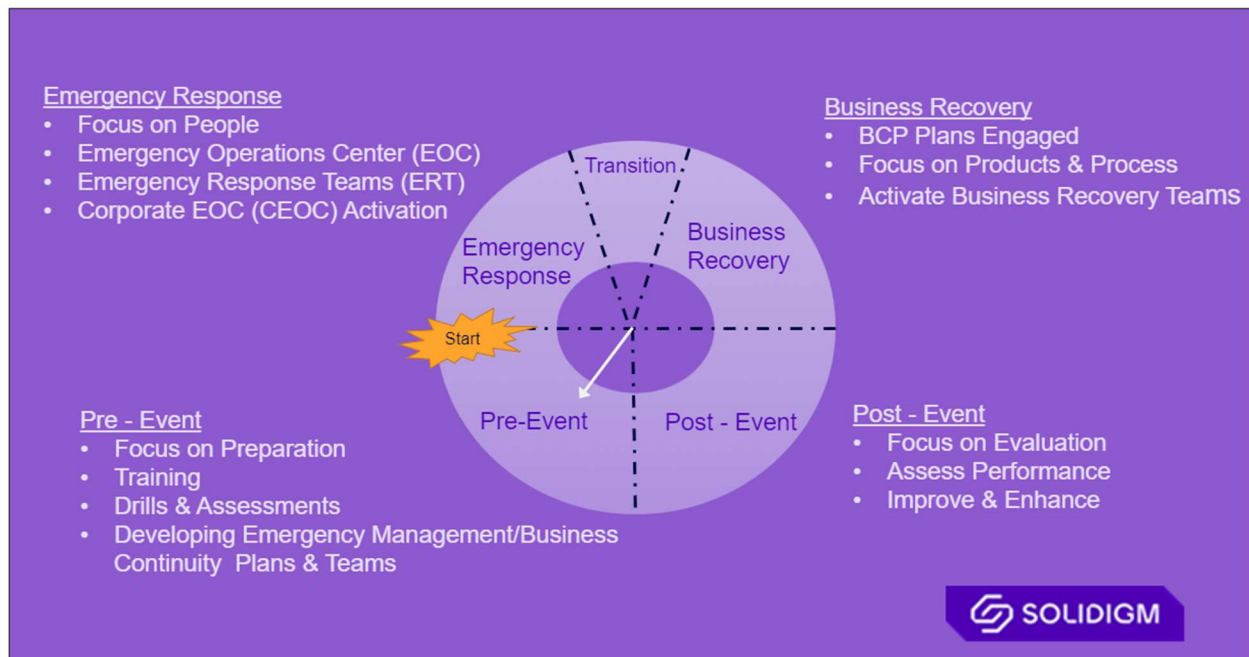 Emergency Response
• Focus on People
• Emergency Operations Center (EOC)
• Emergency Response Teams (ERT)
• Corporate EOC (CEOC) Activation
Business Recovery
• BCP Plans Engaged
• Focus on Products & Process
• Activate Business Recovery Teams
Transition
Emergency
Response
Business
Recovery
Start
Pre-Event
Post - Event
Pre - Event
• Focus on Preparation
• Training
• Drills & Assessments
• Developing Emergency Management/Business
Continuity Plans & Teams
Post - Event
• Focus on Evaluation
• Assess Performance
• Improve & Enhance
SOLIDIGM